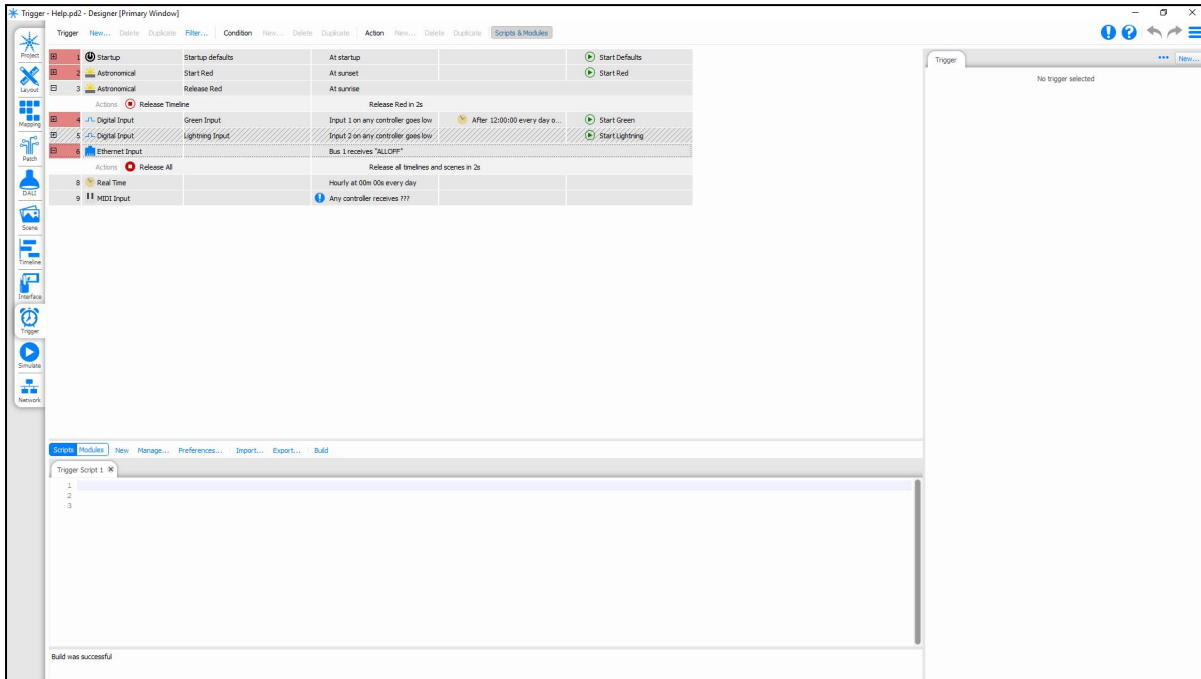 Trigger - Help.pd2 - Designer [Primary Window]
Trigger New... Delete Duplicate Filter... Condition New... Delete Duplicate Action New... Delete Duplicate Scripts & Modules
Project
Layout
Mapping
Patch
DALI
Scene
Timeline
Interface
Trigger
Simulate
Network
1 Startup Startup defaults At startup Start Defaults
2 Astronomical Start Red At sunset Start Red
3 Astronomical Release Red At sunrise
Actions Release Timeline Release Red in 2s
4 Digital Input Green Input Input 1 on any controller goes low After 12:00:00 every day o... Start Green
5 Digital Input Lightning Input Input 2 on any controller goes low Start Lightning
6 Ethernet Input Bus 1 receives "ALLOFF"
Actions Release All Release all timelines and scenes in 2s
8 Real Time Hourly at 00m 00s every day
9 MIDI Input Any controller receives ???
Trigger ••• New...
No trigger selected
Scripts Modules New Manage... Preferences... Import... Export... Build
Trigger Script 1
1
2
3
Build was successful